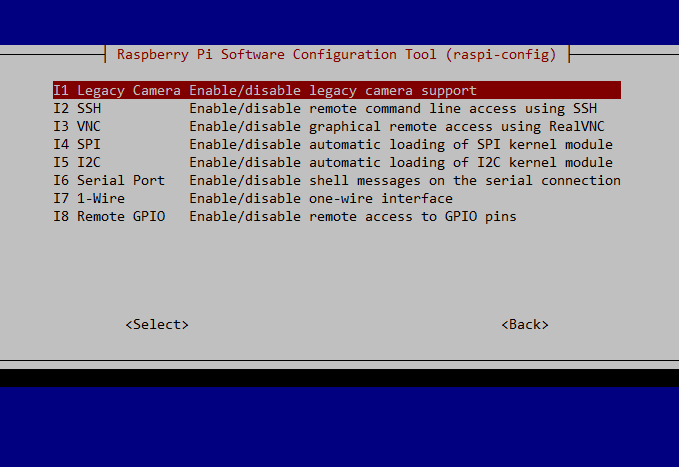 Raspberry Pi Software Configuration Tool (raspi-config)
I1 Legacy Camera Enable/disable legacy camera support
I2 SSH Enable/disable remote command line access using SSH
I3 VNC Enable/disable graphical remote access using RealVNC
I4 SPI Enable/disable automatic loading of SPI kernel module
I5 I2C Enable/disable automatic loading of I2C kernel module
I6 Serial Port Enable/disable shell messages on the serial connection
I7 1-Wire Enable/disable one-wire interface
I8 Remote GPIO Enable/disable remote access to GPIO pins
<Select> <Back>